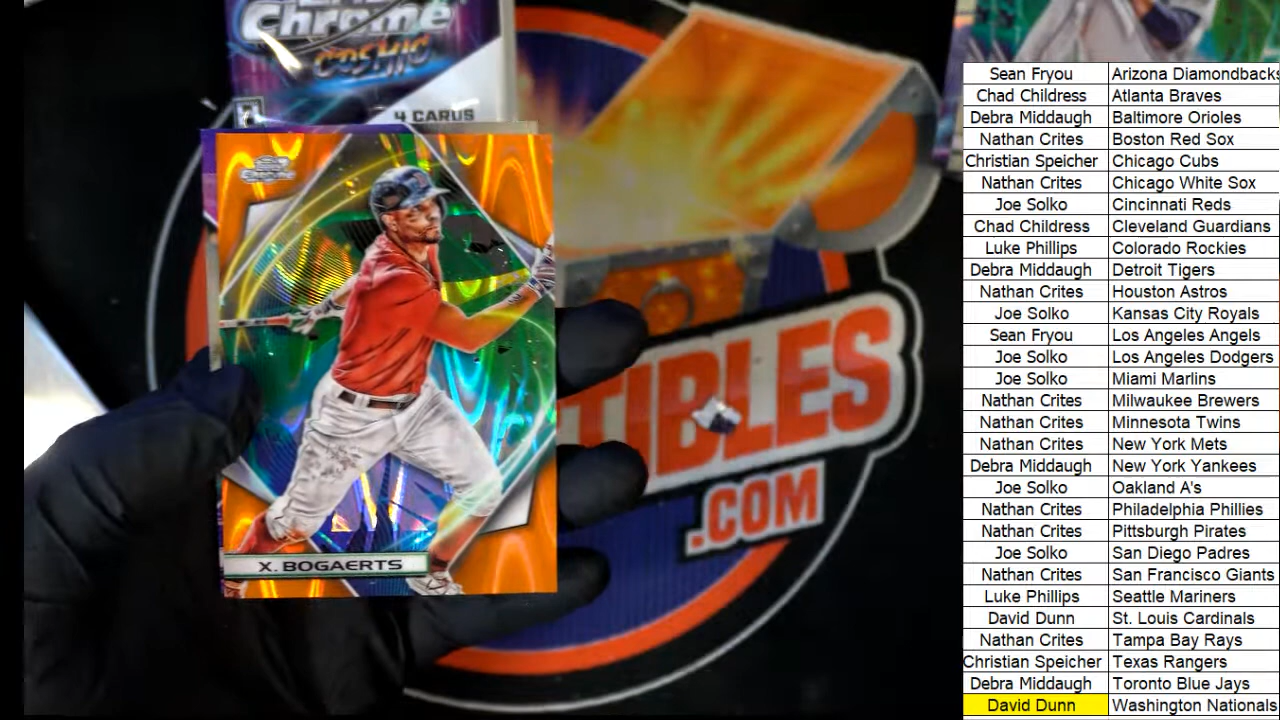 Chrome
COSMIC
4 CARDS
Chrome
X. BOGAERTS
TIBLES
.COM
Sean Fryou Arizona Diamondbacks
Chad Childress Atlanta Braves
Debra Middaugh Baltimore Orioles
Nathan Crites Boston Red Sox
Christian Speicher Chicago Cubs
Nathan Crites Chicago White Sox
Joe Solko Cincinnati Reds
Chad Childress Cleveland Guardians
Luke Phillips Colorado Rockies
Debra Middaugh Detroit Tigers
Nathan Crites Houston Astros
Joe Solko Kansas City Royals
Sean Fryou Los Angeles Angels
Joe Solko Los Angeles Dodgers
Joe Solko Miami Marlins
Nathan Crites Milwaukee Brewers
Nathan Crites Minnesota Twins
Nathan Crites New York Mets
Debra Middaugh New York Yankees
Joe Solko Oakland A's
Nathan Crites Philadelphia Phillies
Nathan Crites Pittsburgh Pirates
Joe Solko San Diego Padres
Nathan Crites San Francisco Giants
Luke Phillips Seattle Mariners
David Dunn St. Louis Cardinals
Nathan Crites Tampa Bay Rays
Christian Speicher Texas Rangers
Debra Middaugh Toronto Blue Jays
David Dunn Washington Nationals